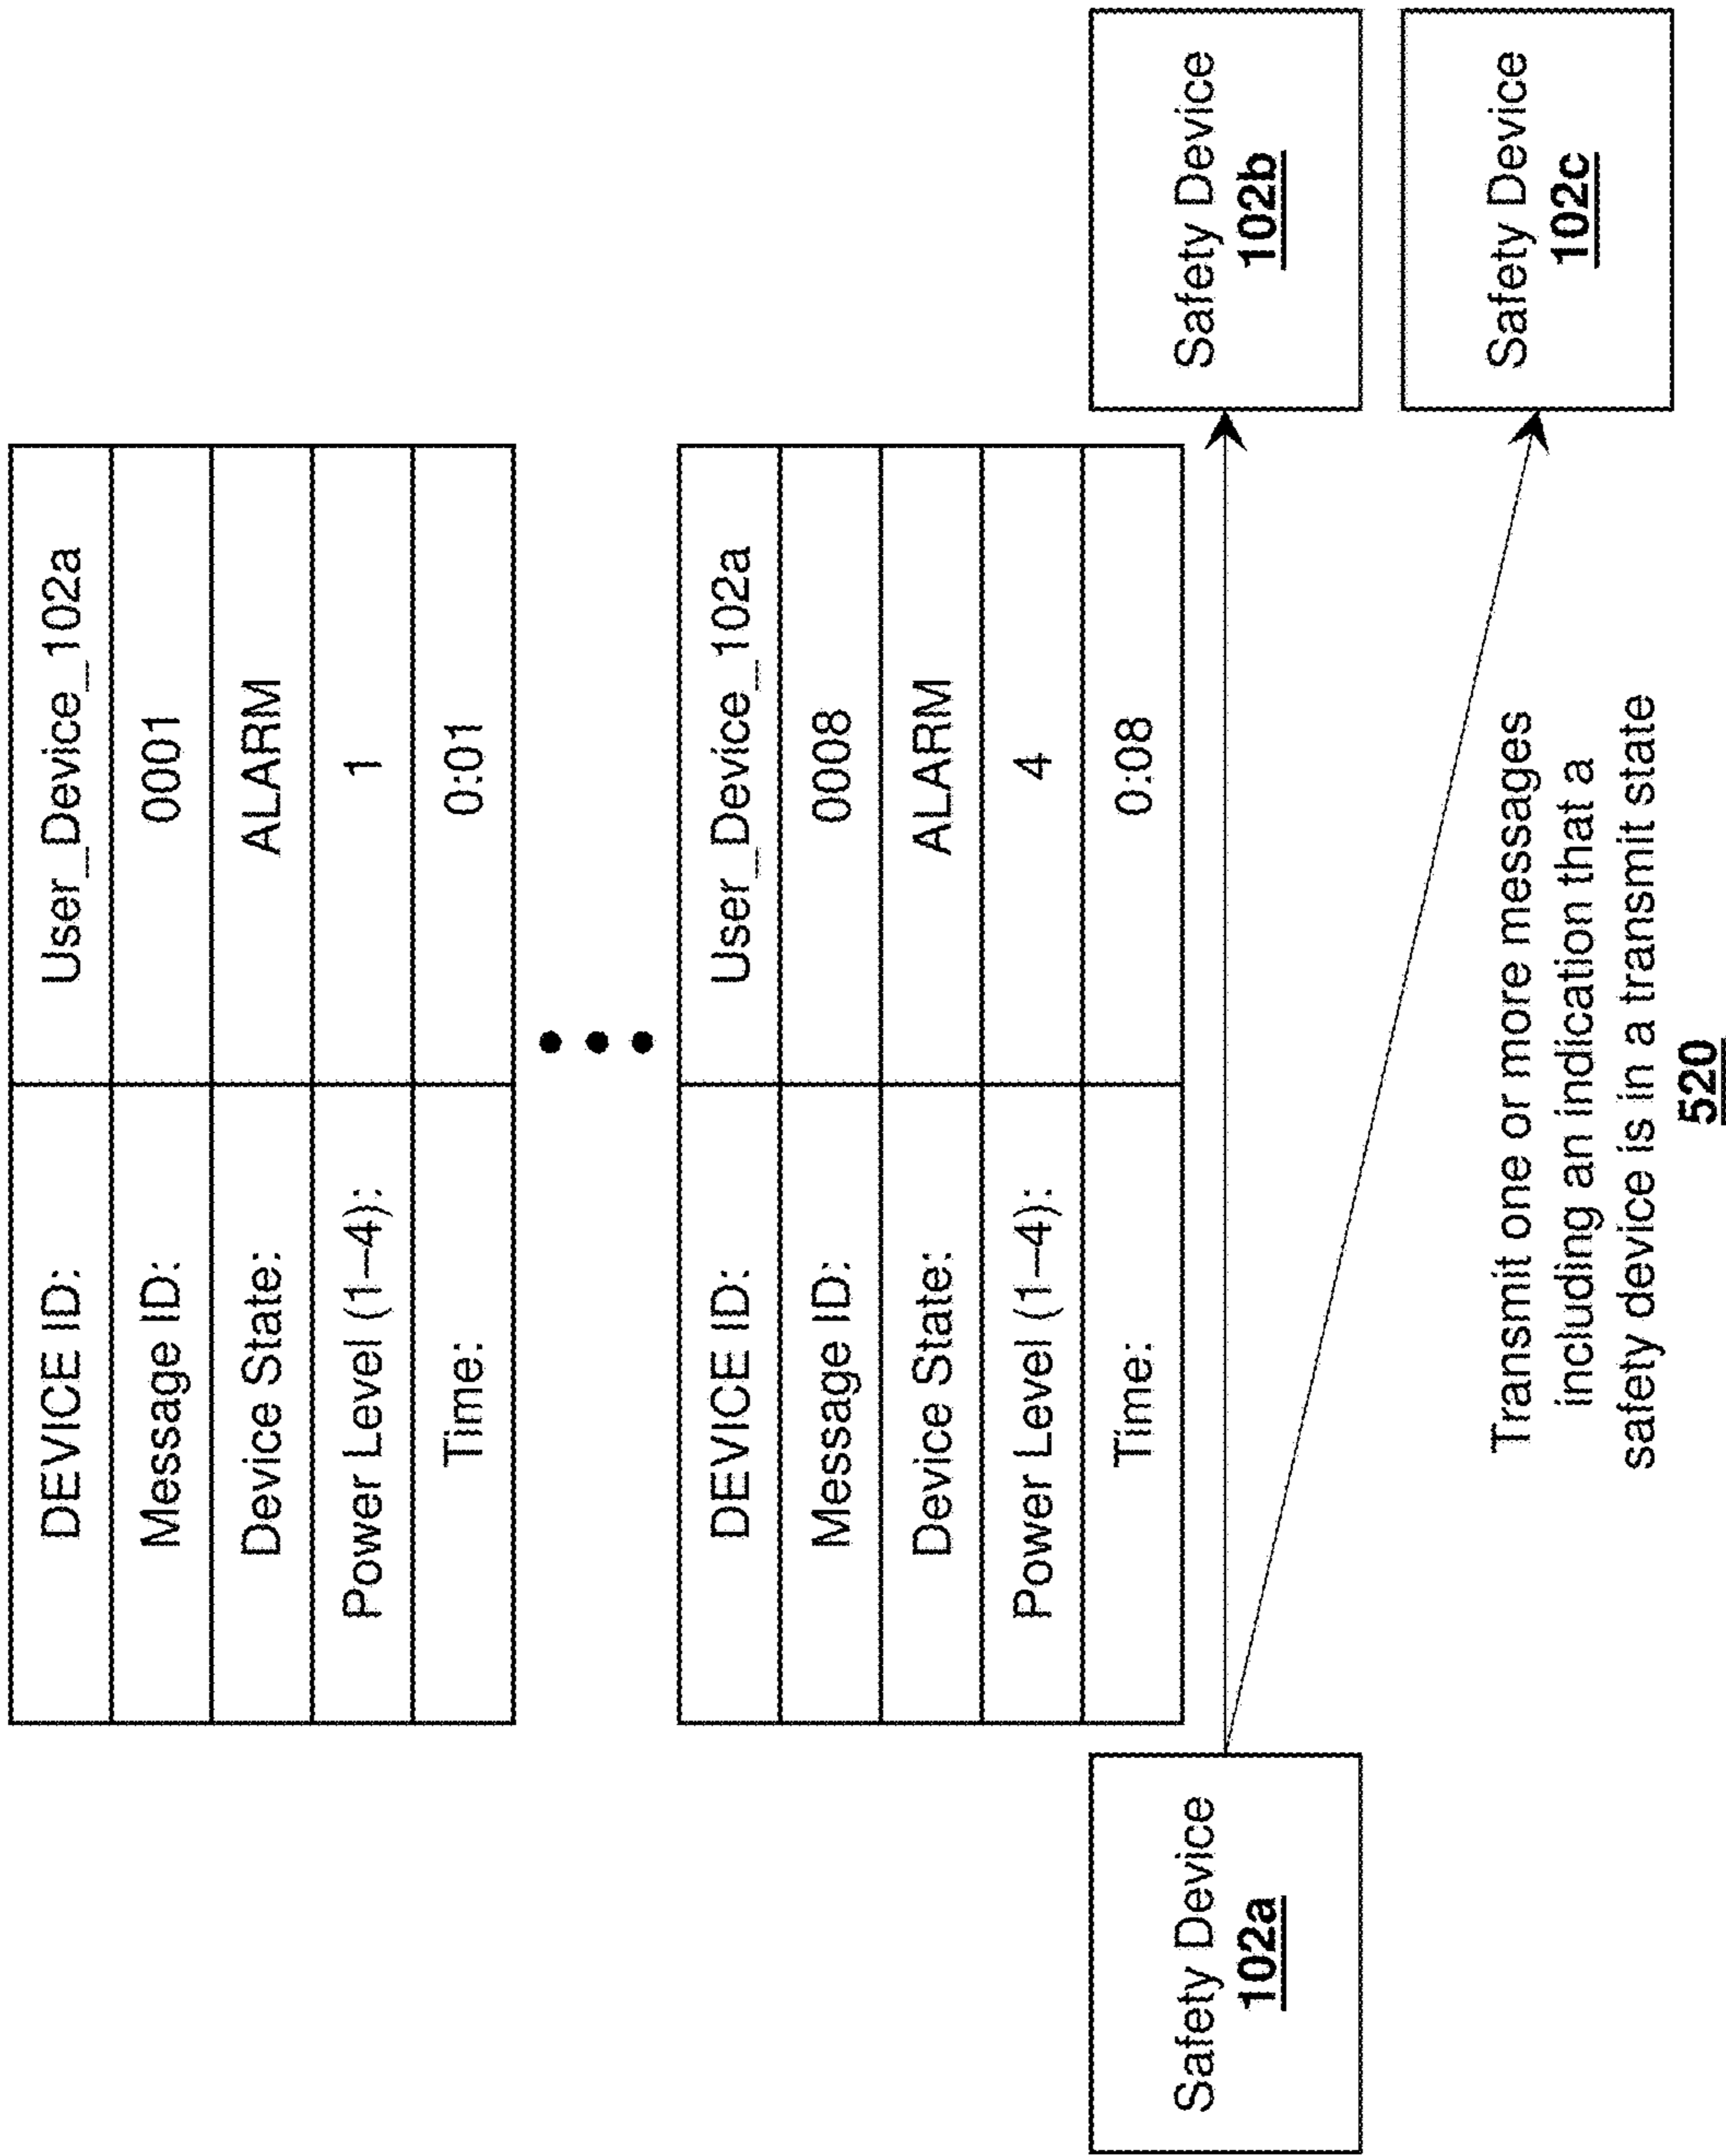 DEVICE ID: User_Device_102a
Message ID: 0001
Device State: ALARM
Power Level (1–4): 1
Time: 0:01
DEVICE ID: User_Device_102a
Message ID: 0008
Device State: ALARM
Power Level (1–4): 4
Time: 0:08
Safety Device
102a
Safety Device
102b
Safety Device
102c
Transmit one or more messages
including an indication that a
safety device is in a transmit state
520